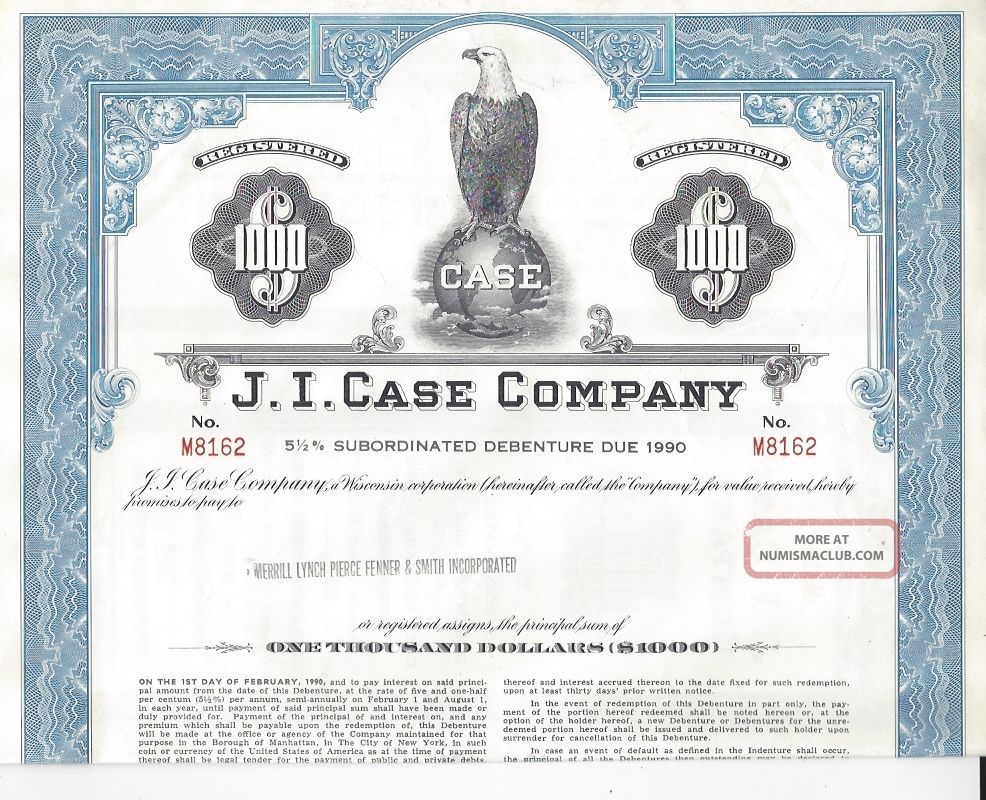 REGISTERED
REGISTERED
$1000
$1000
CASE
J.I. CASE COMPANY
No.
No.
M8162
M8162
5½% SUBORDINATED DEBENTURE DUE 1990
J. I. Case Company, a Wisconsin corporation (hereinafter called the "Company"), for value received, hereby
promises to pay to
MORE AT
NUMISMACLUB.COM
MERRILL LYNCH PIERCE FENNER & SMITH INCORPORATED
or registered assigns, the principal sum of
ONE THOUSAND DOLLARS ($1000)
ON THE 1ST DAY OF FEBRUARY, 1990, and to pay interest on said princi-
pal amount from the date of this Debenture, at the rate of five and one-half
per centum (5½%) per annum, semi-annually on February 1 and August 1,
in each year, until payment of said principal sum shall have been made or
duly provided for. Payment of the principal of and interest on, and any
premium which shall be payable upon the redemption of, this Debenture
will be made at the office or agency of the Company maintained for that
purpose in the Borough of Manhattan, in The City of New York, in such
coin or currency of the United States of America as at the time of payment
thereof shall be legal tender for the payment of public and private debts.
thereof and interest accrued thereon to the date fixed for such redemption,
upon at least thirty days' prior written notice.
In the event of redemption of this Debenture in part only, the pay-
ment of the portion hereof redeemed shall be noted hereon or, at the
option of the holder hereof, a new Debenture or Debentures for the unre-
deemed portion hereof shall be issued and delivered to such holder upon
surrender for cancellation of this Debenture.
In case an event of default as defined in the Indenture shall occur,
the principal of all the Debentures then outstanding may be declared